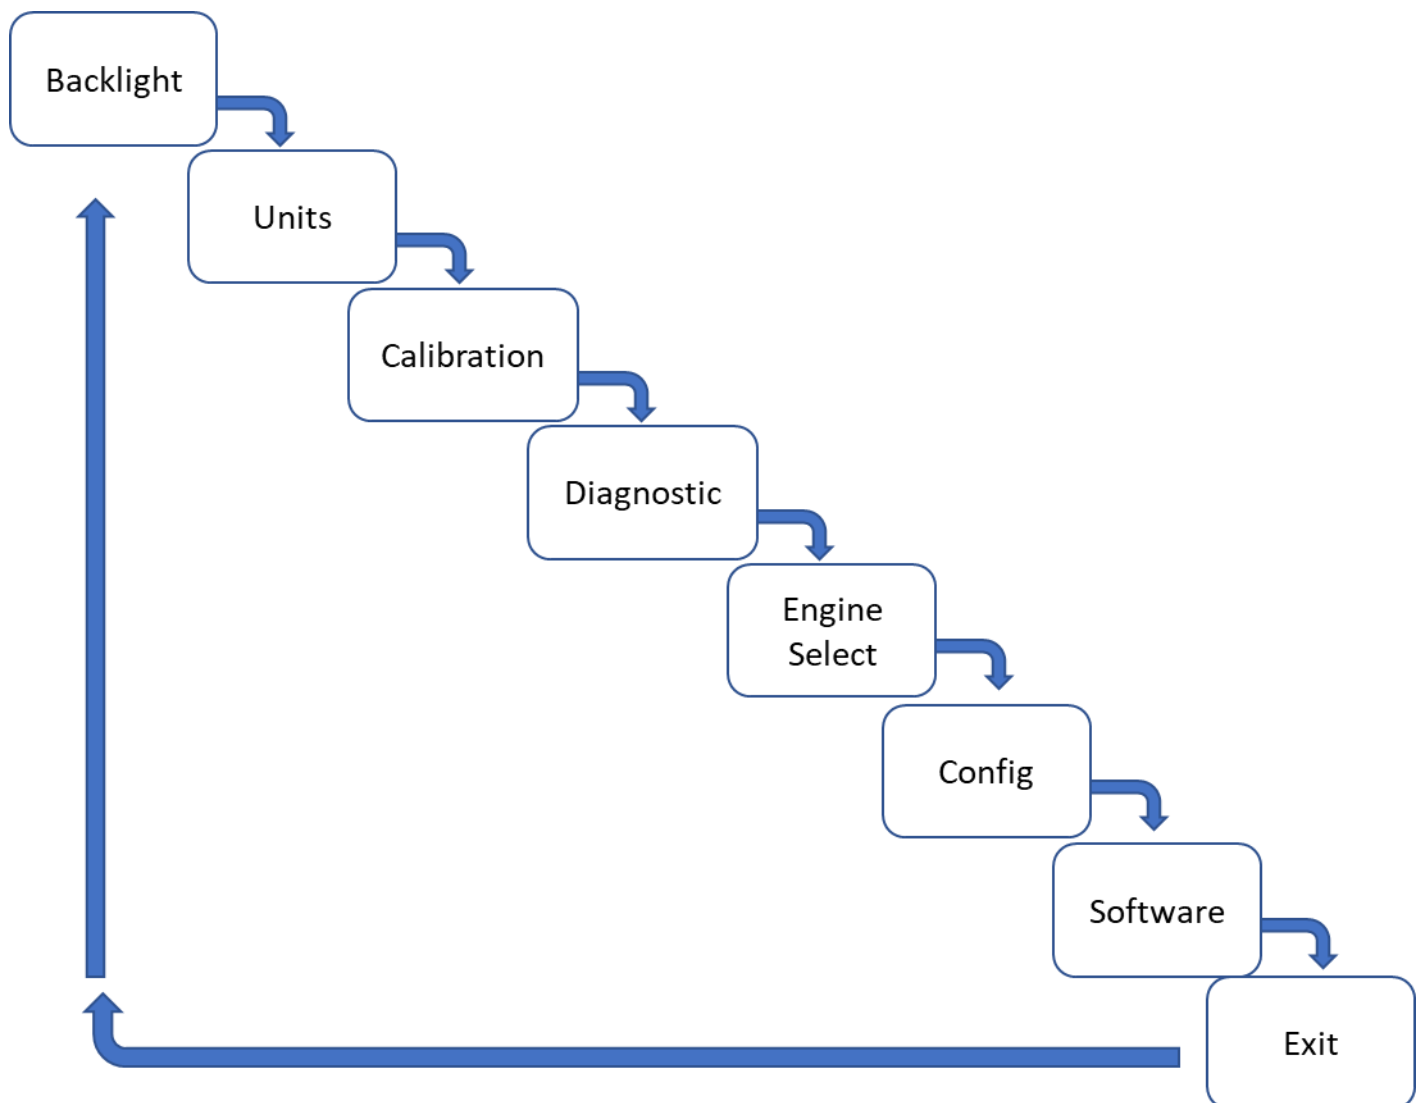 Backlight
Units
Calibration
Diagnostic
Engine
Select
Config
Software
Exit